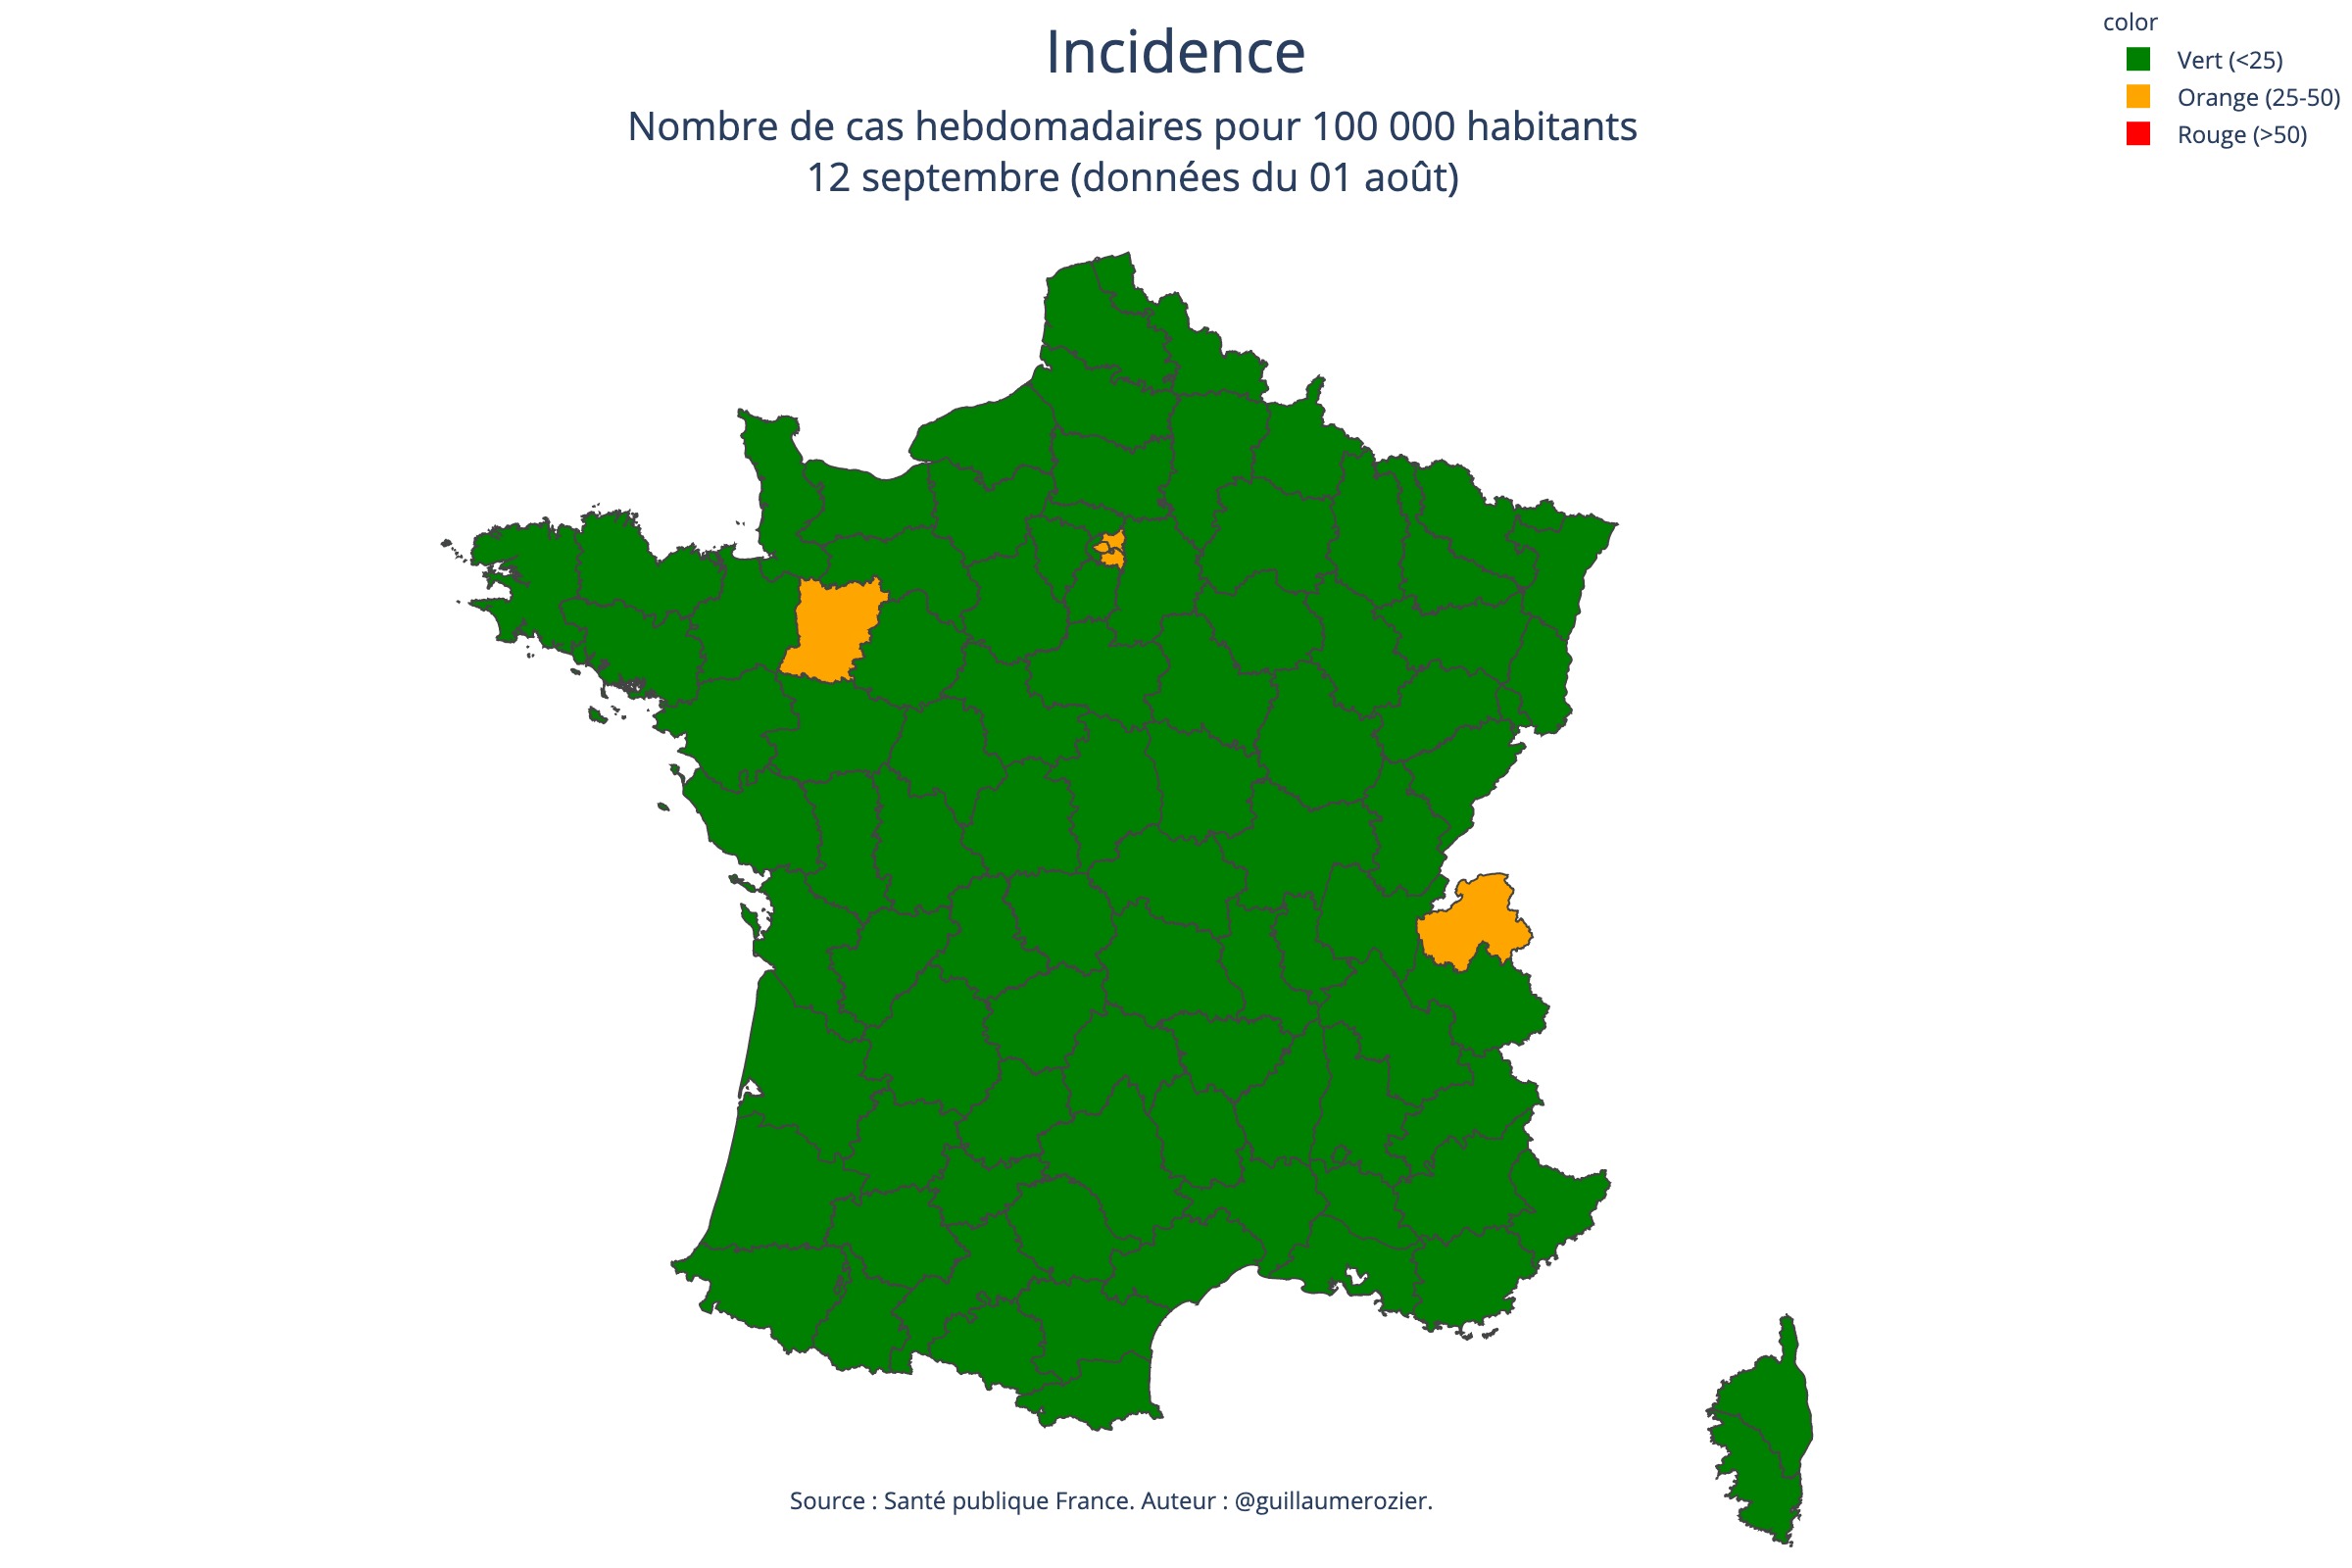 Incidence
Nombre de cas hebdomadaires pour 100 000 habitants
12 septembre (données du 01 août)
color
Vert (<25)
Orange (25-50)
Rouge (>50)
Source : Santé publique France. Auteur : @guillaumerozier.